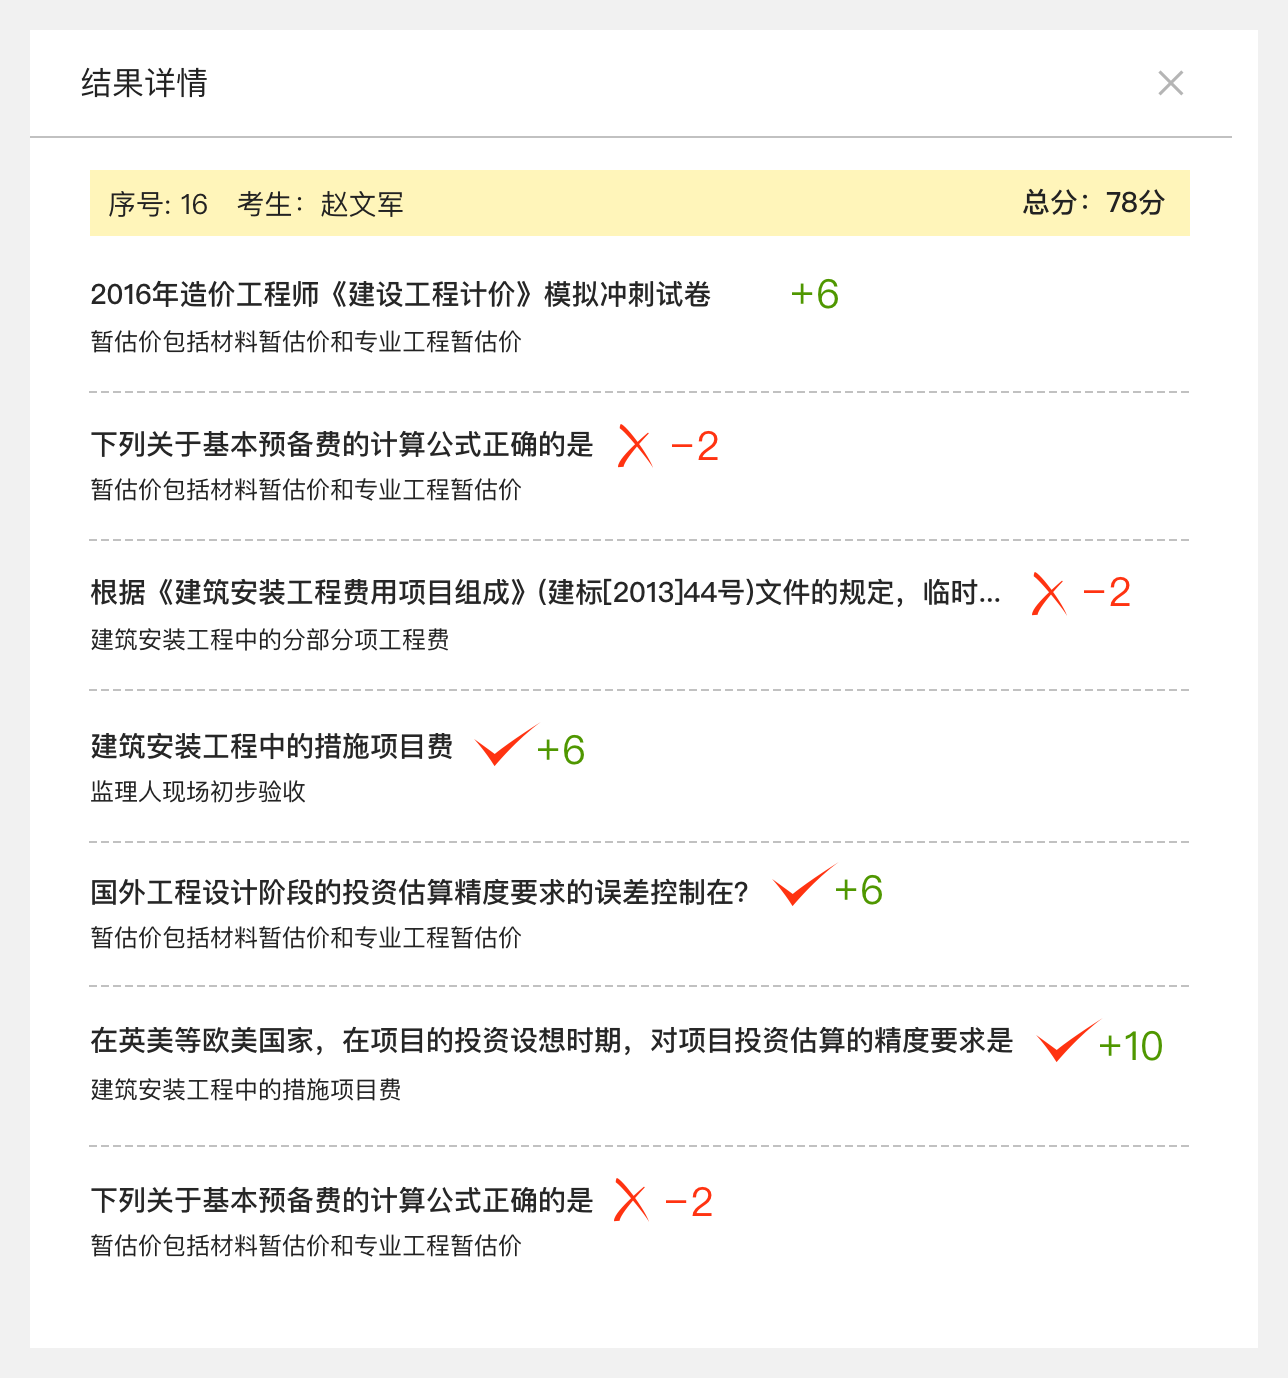 结果详情
序号: 16 考生：赵文军 总分：78分
2016年造价工程师《建设工程计价》模拟冲刺试卷 +6
暂估价包括材料暂估价和专业工程暂估价
下列关于基本预备费的计算公式正确的是 -2
暂估价包括材料暂估价和专业工程暂估价
根据《建筑安装工程费用项目组成》(建标[2013]44号)文件的规定，临时... -2
建筑安装工程中的分部分项工程费
建筑安装工程中的措施项目费 +6
监理人现场初步验收
国外工程设计阶段的投资估算精度要求的误差控制在? +6
暂估价包括材料暂估价和专业工程暂估价
在英美等欧美国家，在项目的投资设想时期，对项目投资估算的精度要求是 +10
建筑安装工程中的措施项目费
下列关于基本预备费的计算公式正确的是 -2
暂估价包括材料暂估价和专业工程暂估价